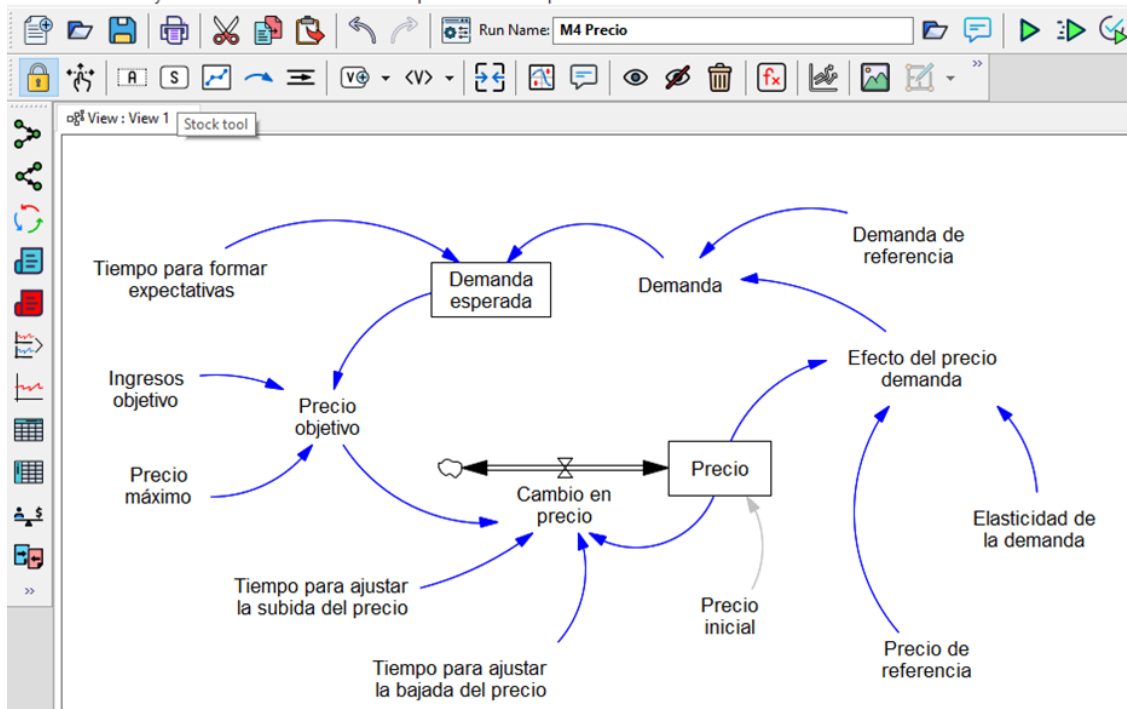 Run Name: M4 Precio
A
S
V
<V>
fx
View : View 1
Stock tool
Demanda de
referencia
Tiempo para formar
expectativas
Demanda
esperada
Demanda
Efecto del precio
demanda
Ingresos
objetivo
Precio
objetivo
Precio
máximo
Precio
Cambio en
precio
Elasticidad de
la demanda
Tiempo para ajustar
la subida del precio
Precio
inicial
Precio de
referencia
Tiempo para ajustar
la bajada del precio